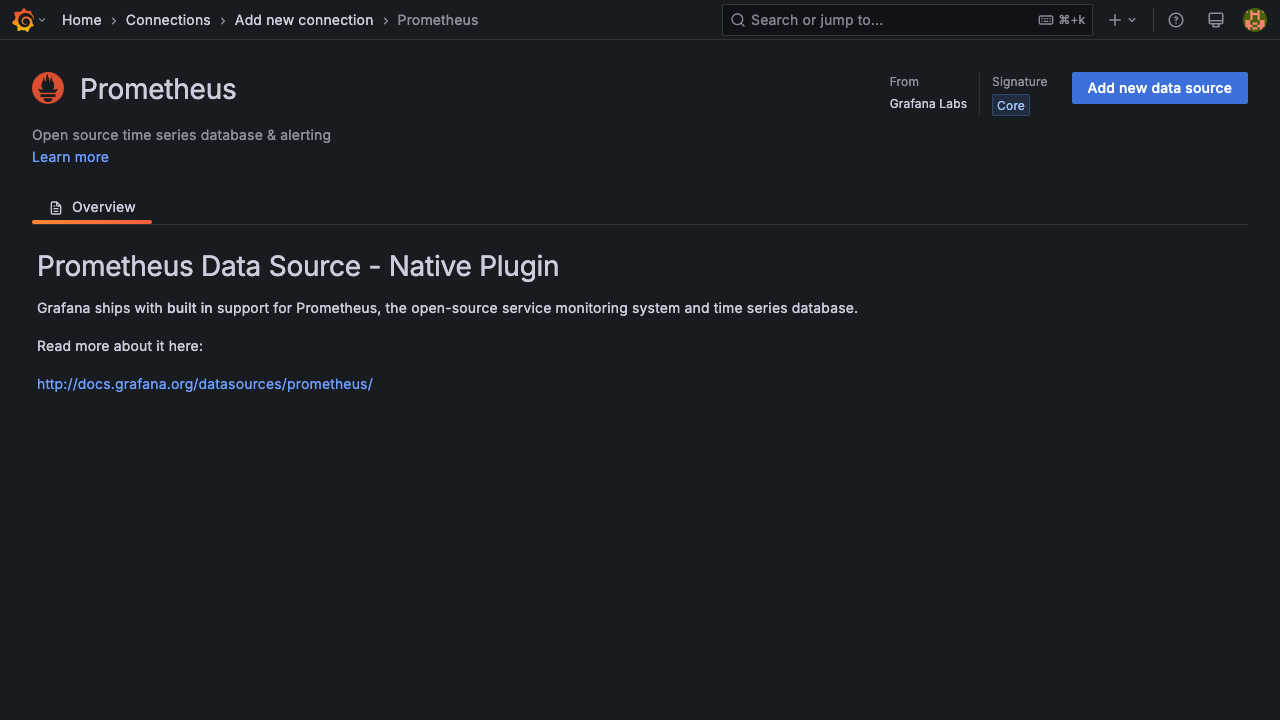 Home › Connections › Add new connection › Prometheus
Search or jump to...
⌘+k
Prometheus
From
Grafana Labs
Signature
Core
Add new data source
Open source time series database & alerting
Learn more
Overview
Prometheus Data Source - Native Plugin
Grafana ships with built in support for Prometheus, the open-source service monitoring system and time series database.
Read more about it here:
http://docs.grafana.org/datasources/prometheus/